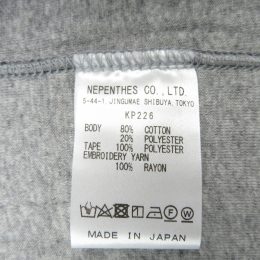 NEPENTHES CO., LTD.
5-44-1, JINGUMAE SHIBUYA, TOKYO
KP226
BODY 80% COTTON
20% POLYESTER
TAPE 100% POLYESTER
EMBROIDERY YARN
100% RAYON
MADE IN JAPAN